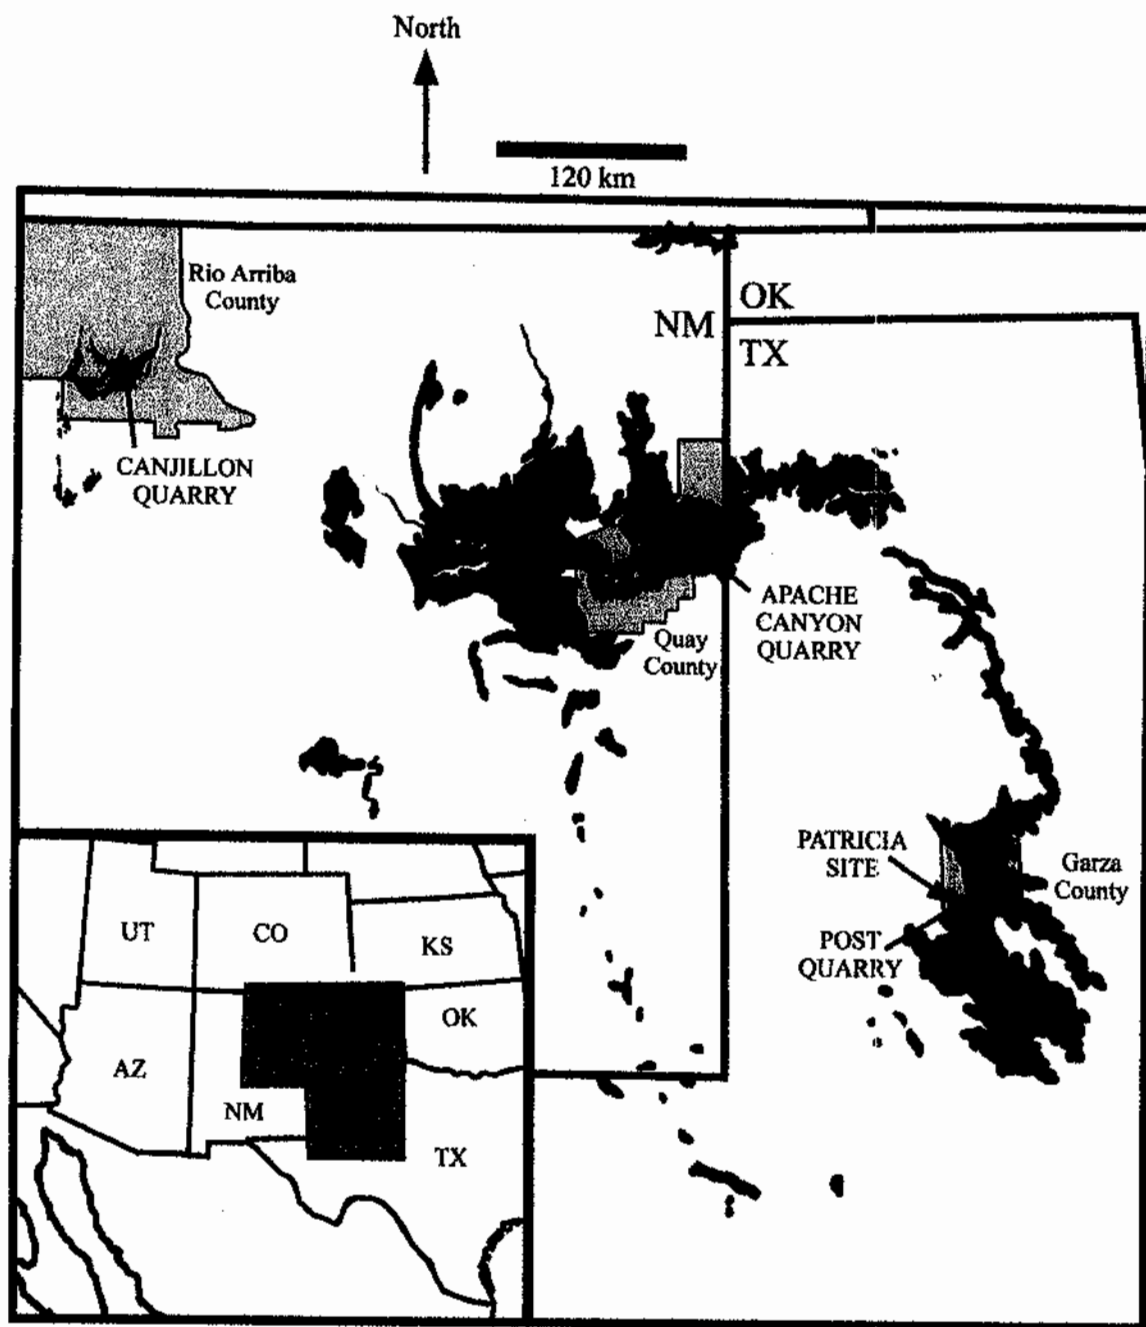 North
120 km
Rio Arriba
County
OK
NM
TX
CANJILLON
QUARRY
APACHE
CANYON
QUARRY
Quay
County
PATRICIA
SITE
Garza
County
POST
QUARRY
UT
CO
KS
OK
AZ
NM
TX